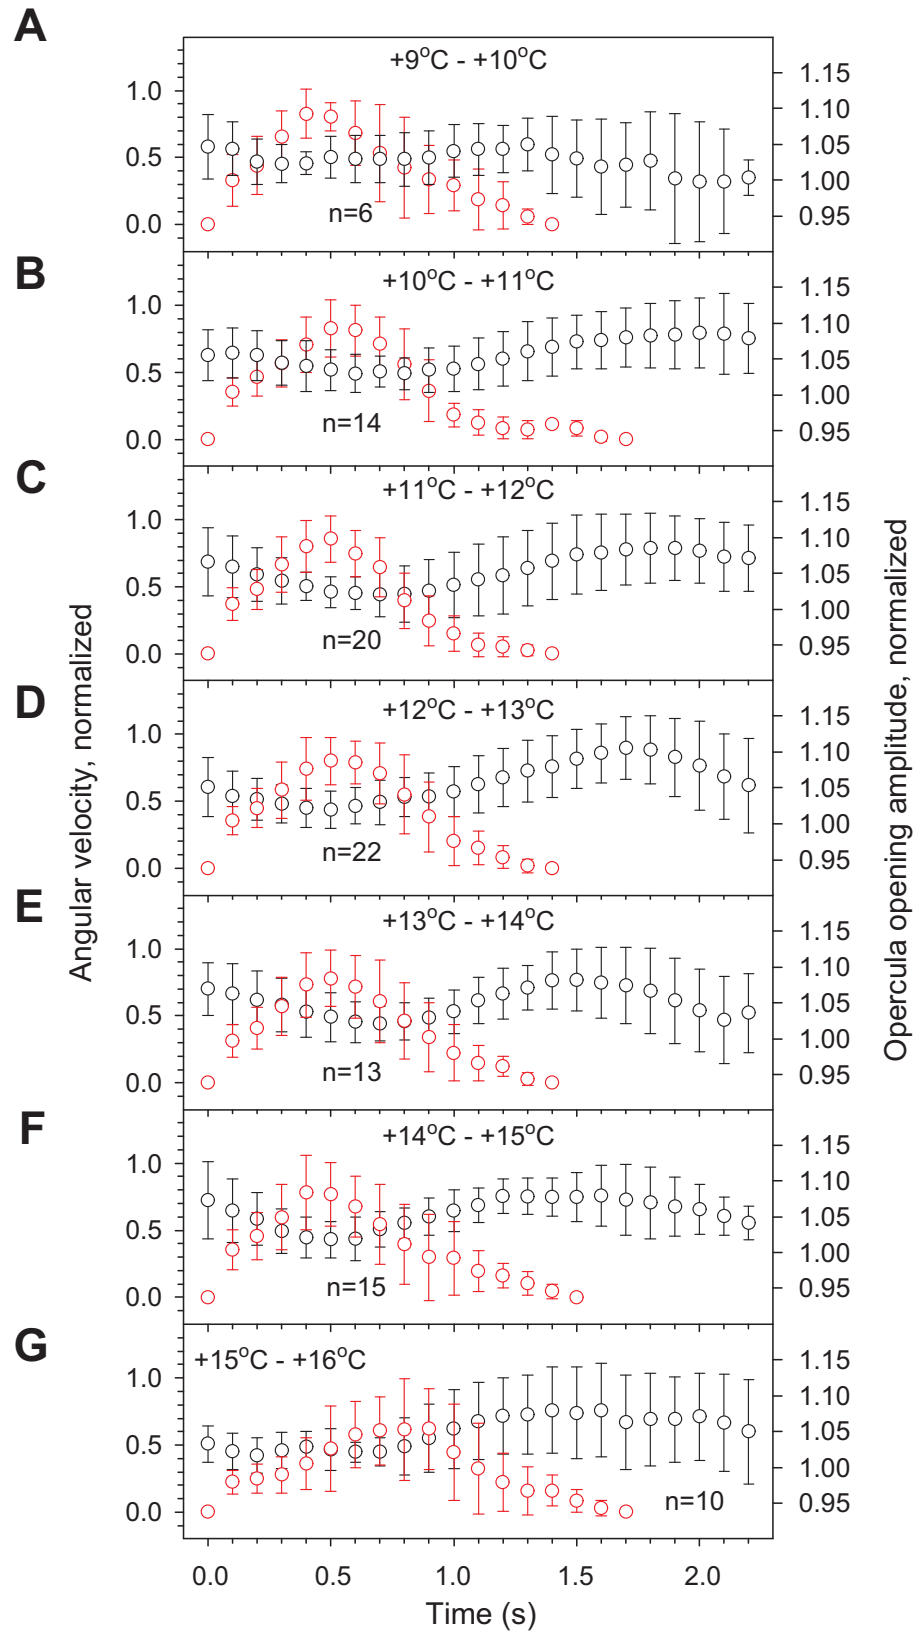 A
+9°C - +10°C
1.0
0.5
0.0
1.15
1.10
1.05
1.00
0.95
n=6
B
+10°C - +11°C
1.0
0.5
0.0
1.15
1.10
1.05
1.00
0.95
n=14
C
+11°C - +12°C
1.0
0.5
0.0
1.15
1.10
1.05
1.00
0.95
n=20
D
+12°C - +13°C
1.0
0.5
0.0
1.15
1.10
1.05
1.00
0.95
n=22
E
+13°C - +14°C
1.0
0.5
0.0
1.15
1.10
1.05
1.00
0.95
n=13
F
+14°C - +15°C
1.0
0.5
0.0
1.15
1.10
1.05
1.00
0.95
n=15
G
+15°C - +16°C
1.0
0.5
0.0
1.15
1.10
1.05
1.00
0.95
n=10
Angular velocity, normalized
Opercula opening amplitude, normalized
0.0 0.5 1.0 1.5 2.0
Time (s)